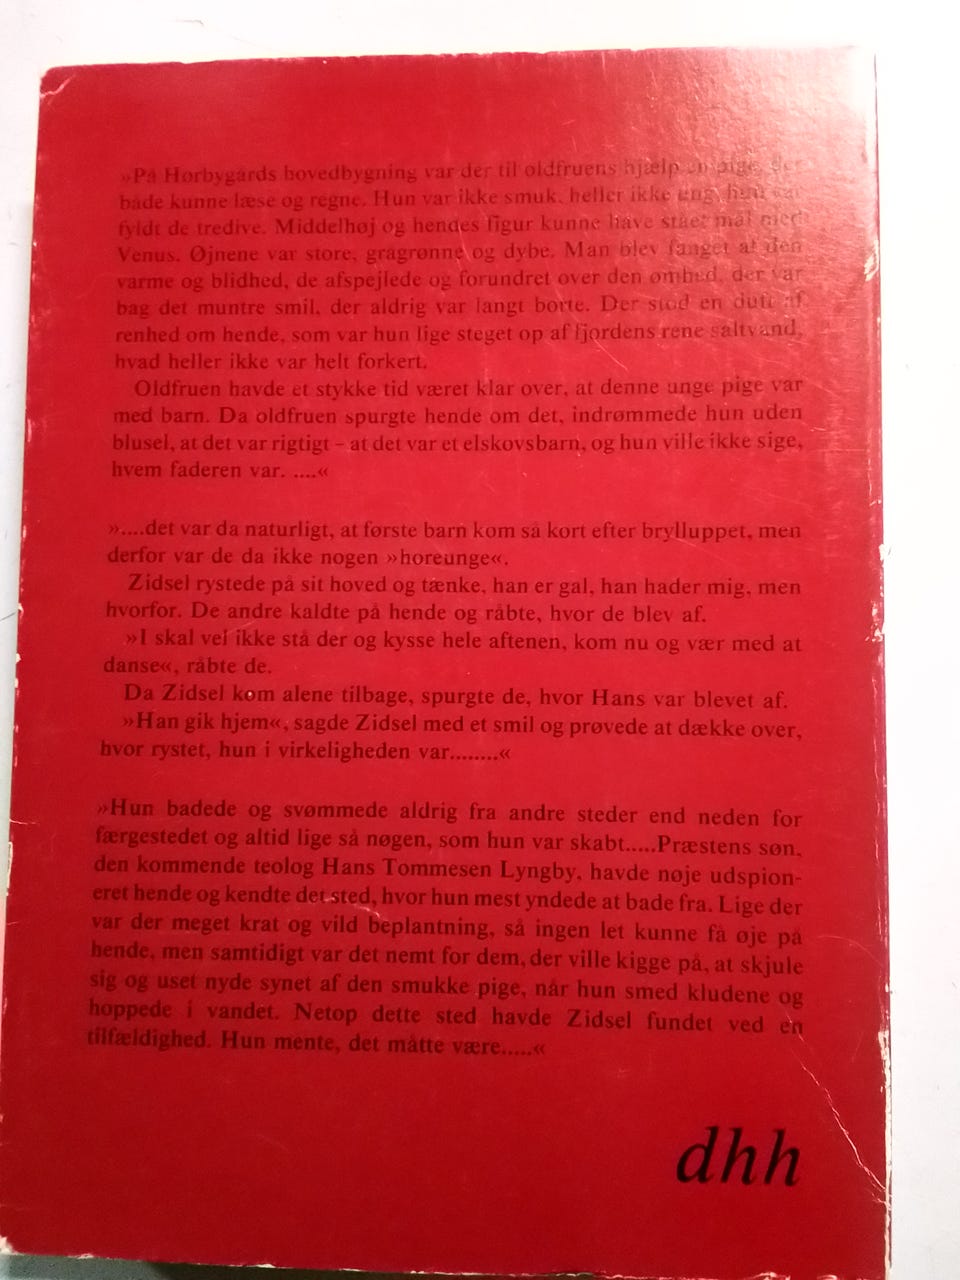 »På Hørbygårds hovedbygning var der til oldfruens hjælp en pige, der
både kunne læse og regne. Hun var ikke smuk, heller ikke ung, hun var
fyldt de tredive. Middelhøj og hendes figur kunne have stået mål med
Venus. Øjnene var store, grågrønne og dybe. Man blev fanget af den
varme og blidhed, de afspejlede og forundret over den ømhed, der var
bag det muntre smil, der aldrig var langt borte. Der stod en duft af
renhed om hende, som var hun lige steget op af fjordens rene saltvand,
hvad heller ikke var helt forkert.
Oldfruen havde et stykke tid været klar over, at denne unge pige var
med barn. Da oldfruen spurgte hende om det, indrømmede hun uden
blusel, at det var rigtigt – at det var et elskovsbarn, og hun ville ikke sige,
hvem faderen var. ....«
»....det var da naturligt, at første barn kom så kort efter brylluppet, men
derfor var de da ikke nogen »horeunge«.
Zidsel rystede på sit hoved og tænke, han er gal, han hader mig, men
hvorfor. De andre kaldte på hende og råbte, hvor de blev af.
»I skal vel ikke stå der og kysse hele aftenen, kom nu og vær med at
danse«, råbte de.
Da Zidsel kom alene tilbage, spurgte de, hvor Hans var blevet af.
»Han gik hjem«, sagde Zidsel med et smil og prøvede at dække over,
hvor rystet, hun i virkeligheden var........«
»Hun badede og svømmede aldrig fra andre steder end neden for
færgestedet og altid lige så nøgen, som hun var skabt.....Præstens søn,
den kommende teolog Hans Tommesen Lyngby, havde nøje udspion-
eret hende og kendte det sted, hvor hun mest yndede at bade fra. Lige der
var der meget krat og vild beplantning, så ingen let kunne få øje på
hende, men samtidigt var det nemt for dem, der ville kigge på, at skjule
sig og uset nyde synet af den smukke pige, når hun smed kludene og
hoppede i vandet. Netop dette sted havde Zidsel fundet ved en
tilfældighed. Hun mente, det måtte være.....«
dhh